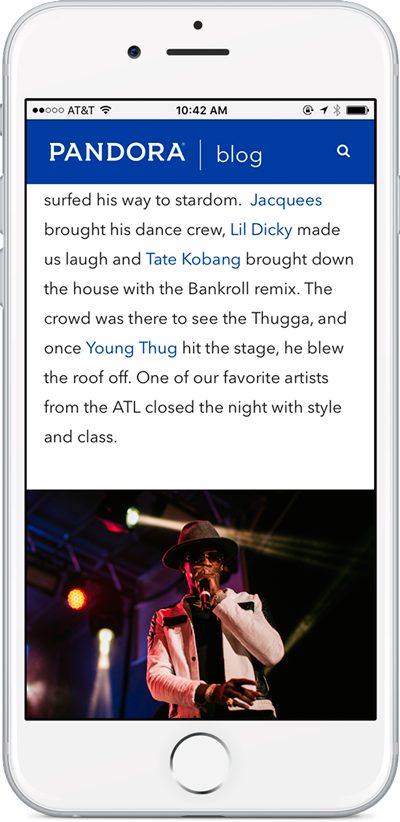 AT&T 10:42 AM
PANDORA | blog
surfed his way to stardom. Jacquees
brought his dance crew, Lil Dicky made
us laugh and Tate Kobang brought down
the house with the Bankroll remix. The
crowd was there to see the Thugga, and
once Young Thug hit the stage, he blew
the roof off. One of our favorite artists
from the ATL closed the night with style
and class.